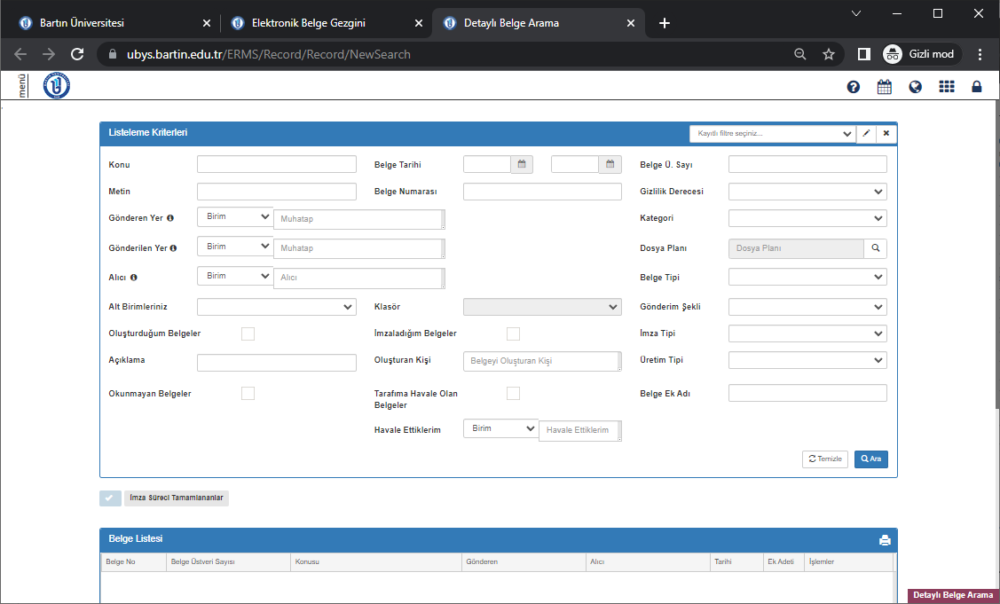 Bartın Üniversitesi
Elektronik Belge Gezgini
Detaylı Belge Arama
ubys.bartin.edu.tr/ERMS/Record/Record/NewSearch
Gizli mod
menü
Listeleme Kriterleri
Kayıtlı filtre seçiniz...
Konu
Belge Tarihi
Belge Ü. Sayı
Metin
Belge Numarası
Gizlilik Derecesi
Gönderen Yer
Birim
Muhatap
Kategori
Gönderilen Yer
Birim
Muhatap
Dosya Planı
Dosya Planı
Alıcı
Birim
Alıcı
Belge Tipi
Alt Birimleriniz
Klasör
Gönderim Şekli
Oluşturduğum Belgeler
İmzaladığım Belgeler
İmza Tipi
Açıklama
Oluşturan Kişi
Belgeyi Oluşturan Kişi
Üretim Tipi
Okunmayan Belgeler
Tarafıma Havale Olan
Belgeler
Belge Ek Adı
Havale Ettiklerim
Birim
Havale Ettiklerim
Temizle
Ara
İmza Süreci Tamamlananlar
Belge Listesi
Belge No
Belge Üstveri Sayısı
Konusu
Gönderen
Alıcı
Tarihi
Ek Adeti
İşlemler
Detaylı Belge Arama